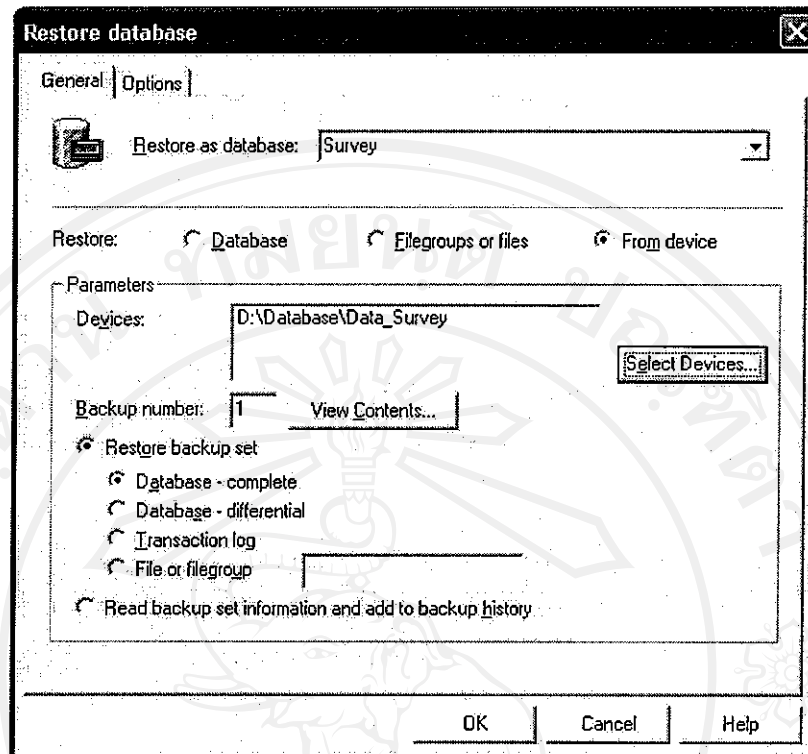 Restore database
General Options
Restore as database: Survey
Restore: Database Filegroups or files From device
Parameters
Devices: D:\Database\Data_Survey
Select Devices...
Backup number: 1 View Contents...
Restore backup set
Database - complete
Database - differential
Transaction log
File or filegroup
Read backup set information and add to backup history
OK Cancel Help